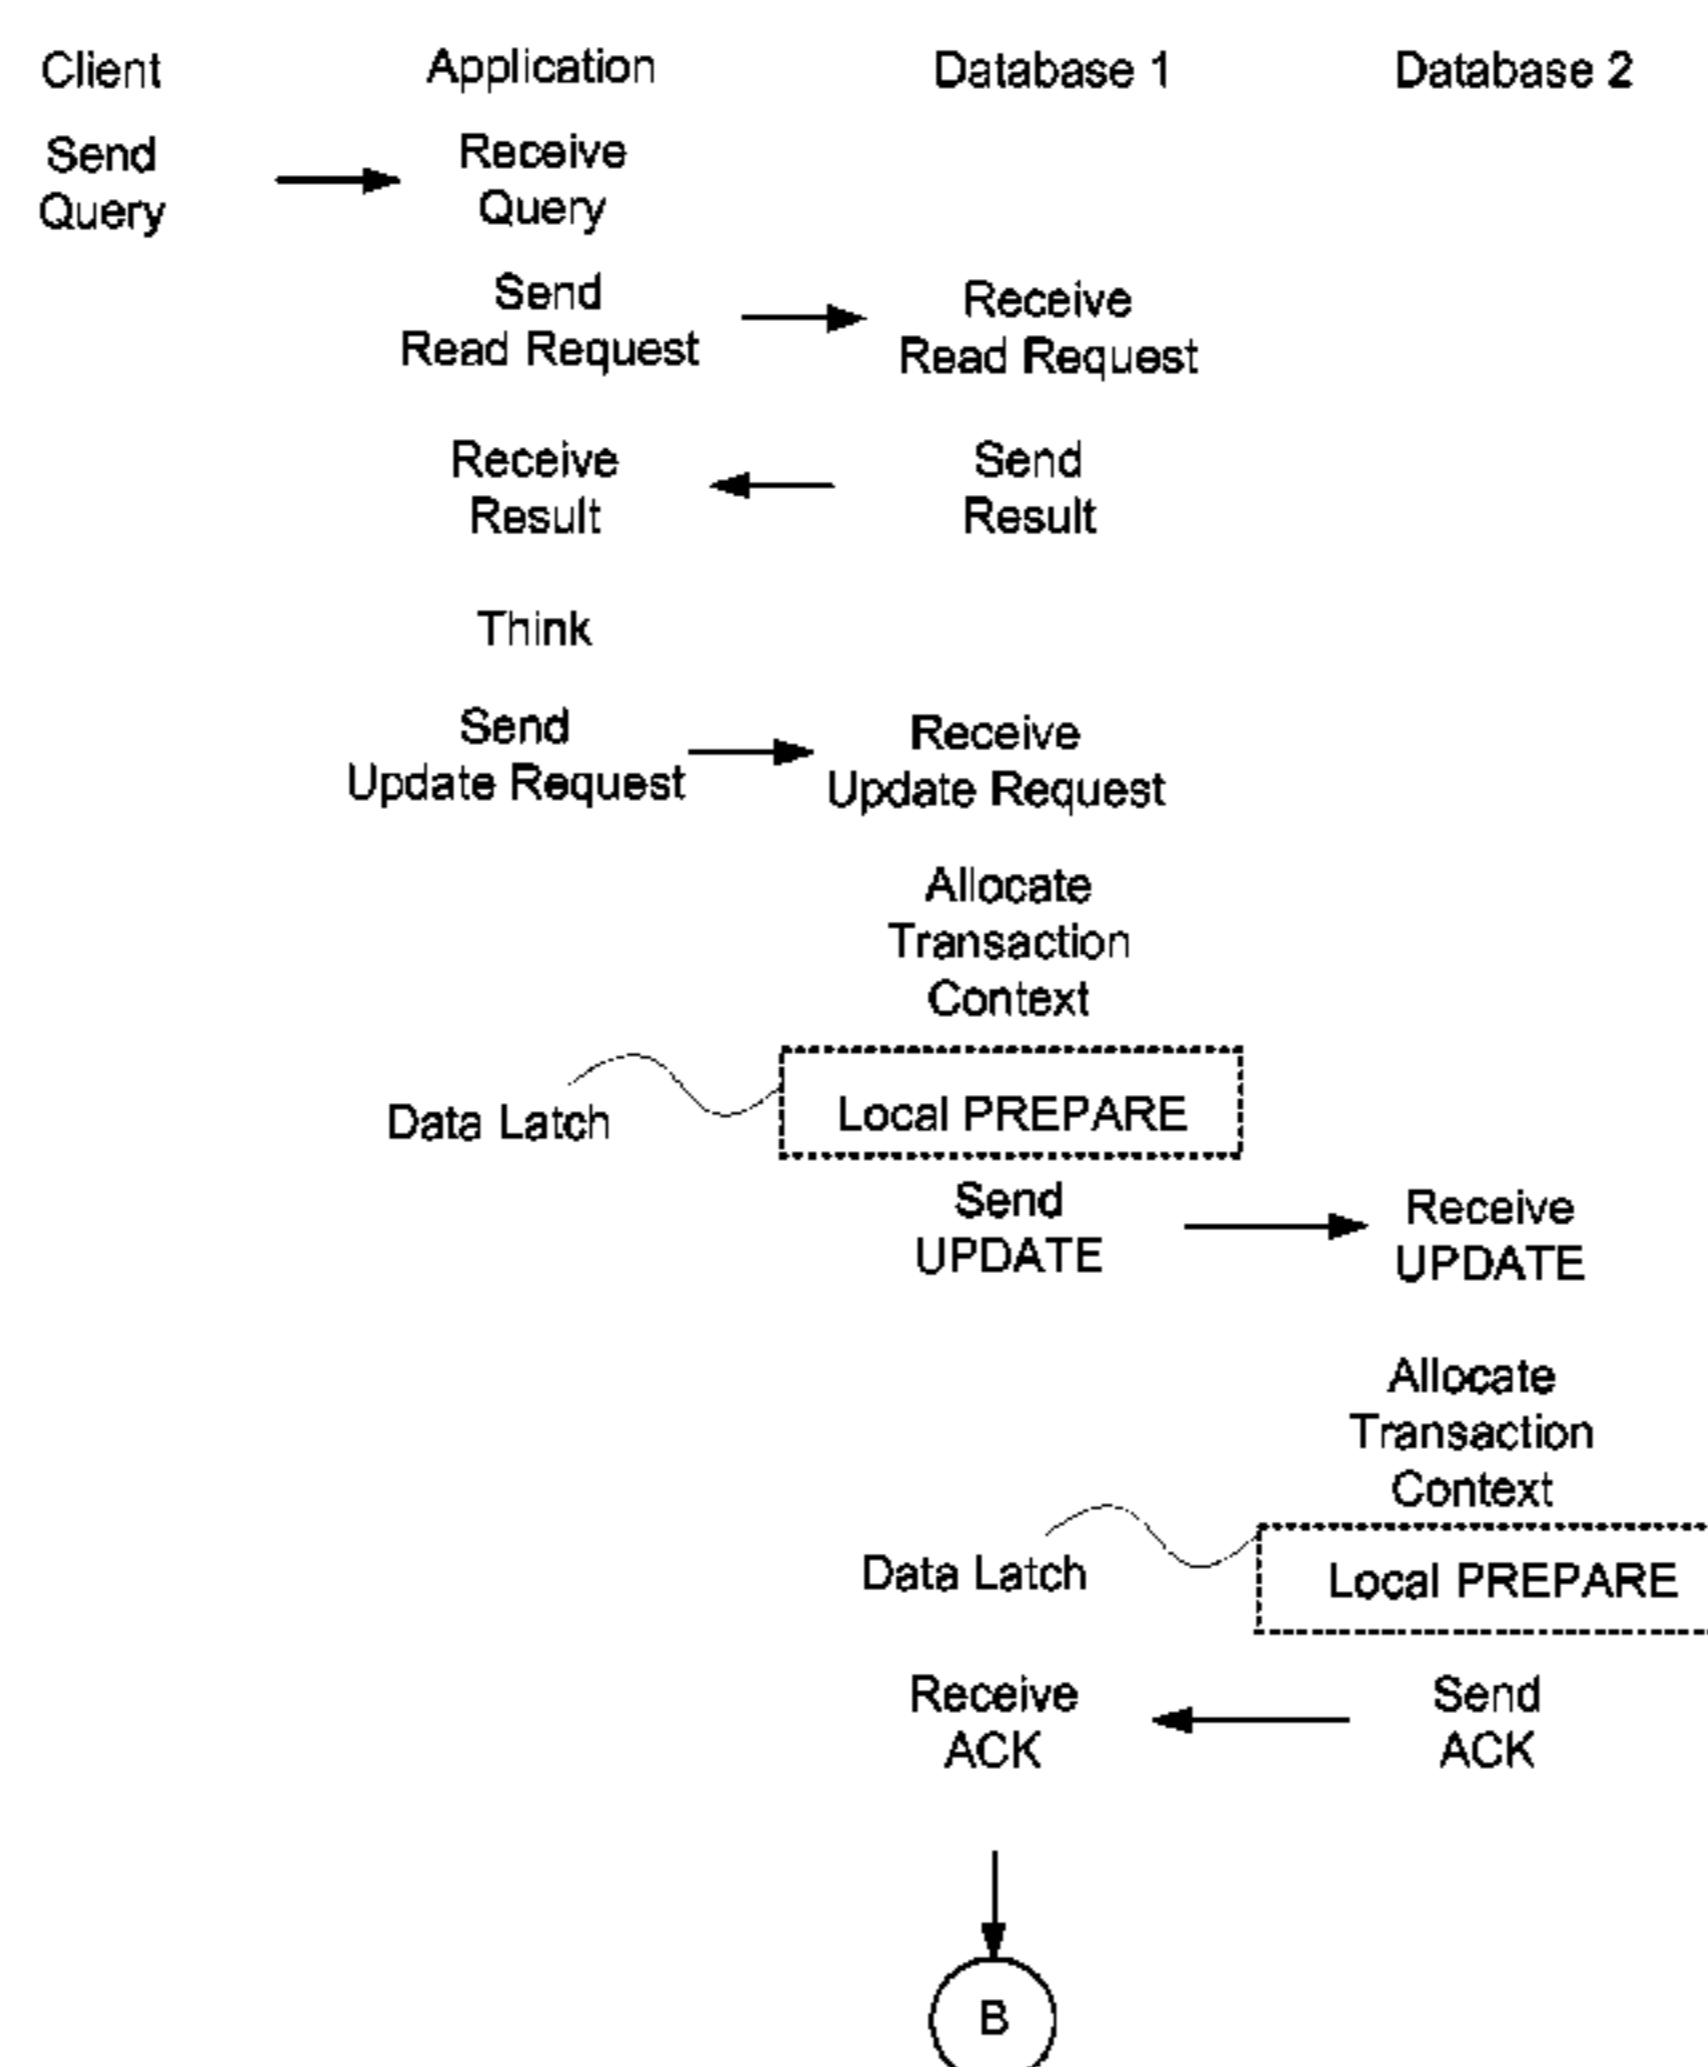 Client
Application
Database 1
Database 2
Send
Query
Receive
Query
Send
Read Request
Receive
Read Request
Receive
Result
Send
Result
Think
Send
Update Request
Receive
Update Request
Allocate
Transaction
Context
Data Latch
Local PREPARE
Send
UPDATE
Receive
UPDATE
Allocate
Transaction
Context
Data Latch
Local PREPARE
Receive
ACK
Send
ACK
B